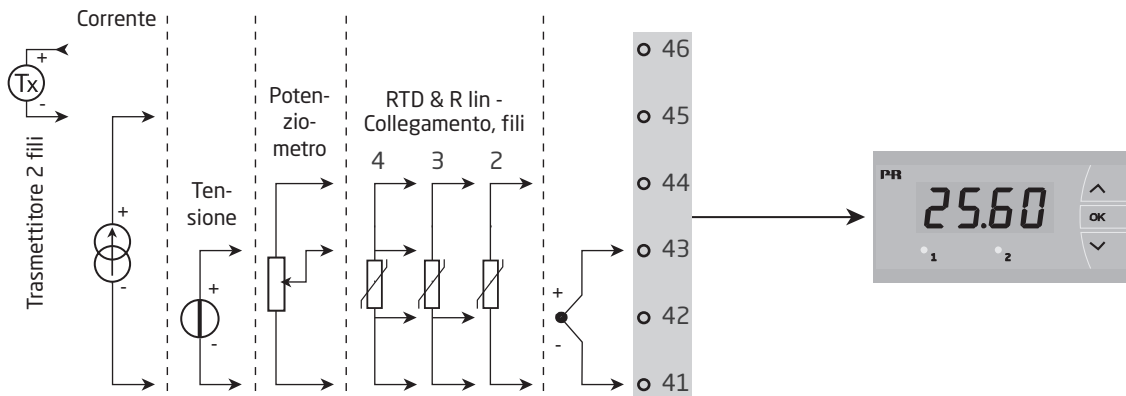 Corrente
+
Tx
-
Trasmettitore 2 fili
+
-
Ten-
sione
+
-
Poten-
zio-
metro
RTD & R lin -
Collegamento, fili
4 3 2
+
-
46
45
44
43
42
41
PR
25.60
OK
1 2